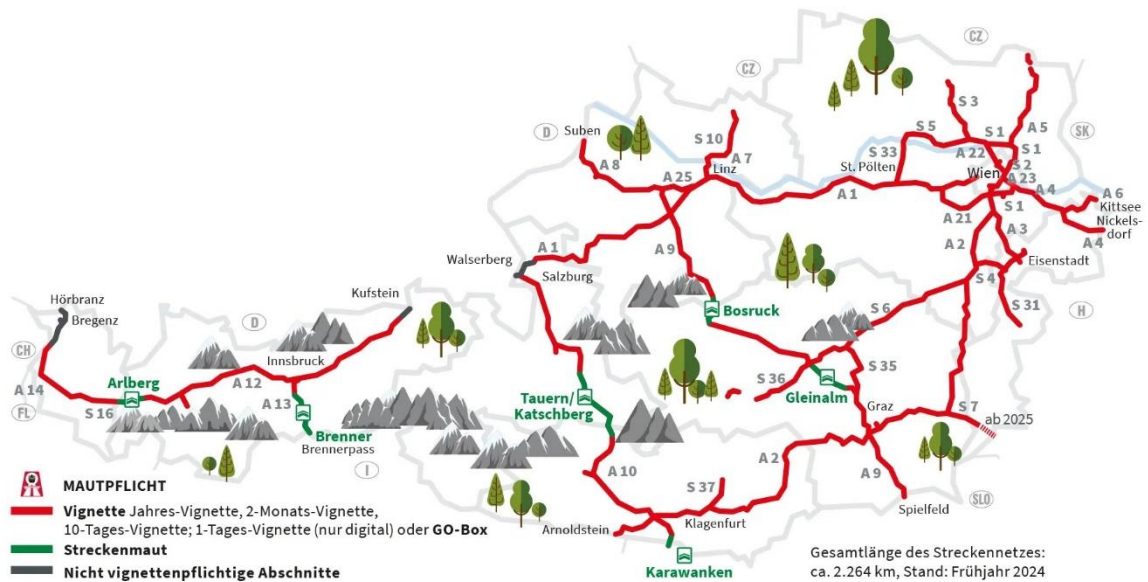 CZ
CZ
D
Suben
S 10
A 7
Linz
A 8
A 25
S 3
S 5
S 1
A 5
S 33
A 22
S 1
SK
S 2
St. Pölten
Wien
A 23
A 4
A 6
Kittsee
Nickels-
dorf
A 4
A 1
A 21
S 1
A 3
A 2
Eisenstadt
S 4
S 31
H
A 1
Walserberg
Salzburg
A 9
Bosruck
S 6
Hörbranz
Bregenz
D
Kufstein
CH
Innsbruck
A 14
FL
Arlberg
S 16
A 12
A 13
Brenner
Brennerpass
I
Tauern/
Katschberg
S 36
Gleinalm
S 35
Graz
S 7
ab 2025
A 10
A 2
A 9
S 37
Klagenfurt
Arnoldstein
Karawanken
Spielfeld
SLO
MAUTPFLICHT
Vignette Jahres-Vignette, 2-Monats-Vignette,
10-Tages-Vignette; 1-Tages-Vignette (nur digital) oder GO-Box
Streckenmaut
Nicht vignettenpflichtige Abschnitte
Gesamtlänge des Streckennetzes:
ca. 2.264 km, Stand: Frühjahr 2024